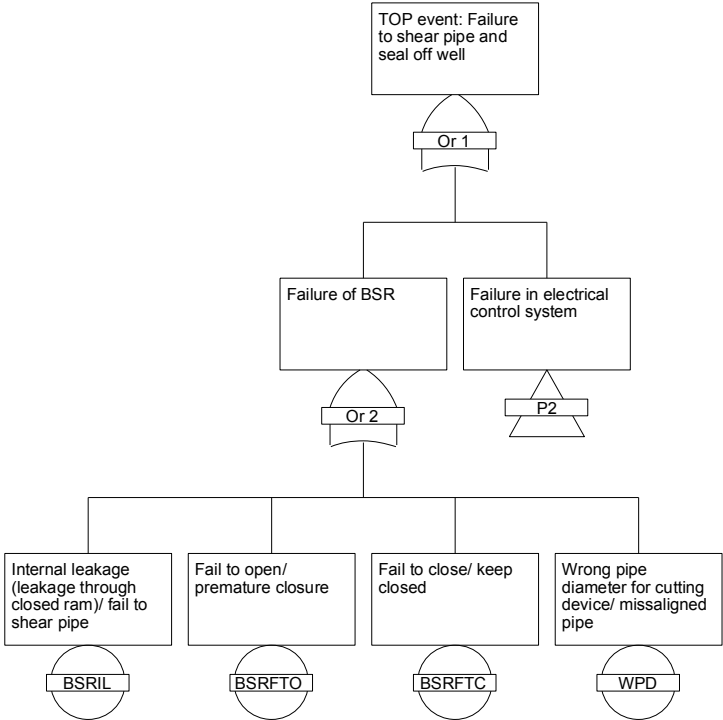 TOP event: Failure
to shear pipe and
seal off well
Or 1
Failure of BSR
Failure in electrical
control system
Or 2
P2
Internal leakage
(leakage through
closed ram)/ fail to
shear pipe
Fail to open/
premature closure
Fail to close/ keep
closed
Wrong pipe
diameter for cutting
device/ missaligned
pipe
BSRIL
BSRFTO
BSRFTC
WPD